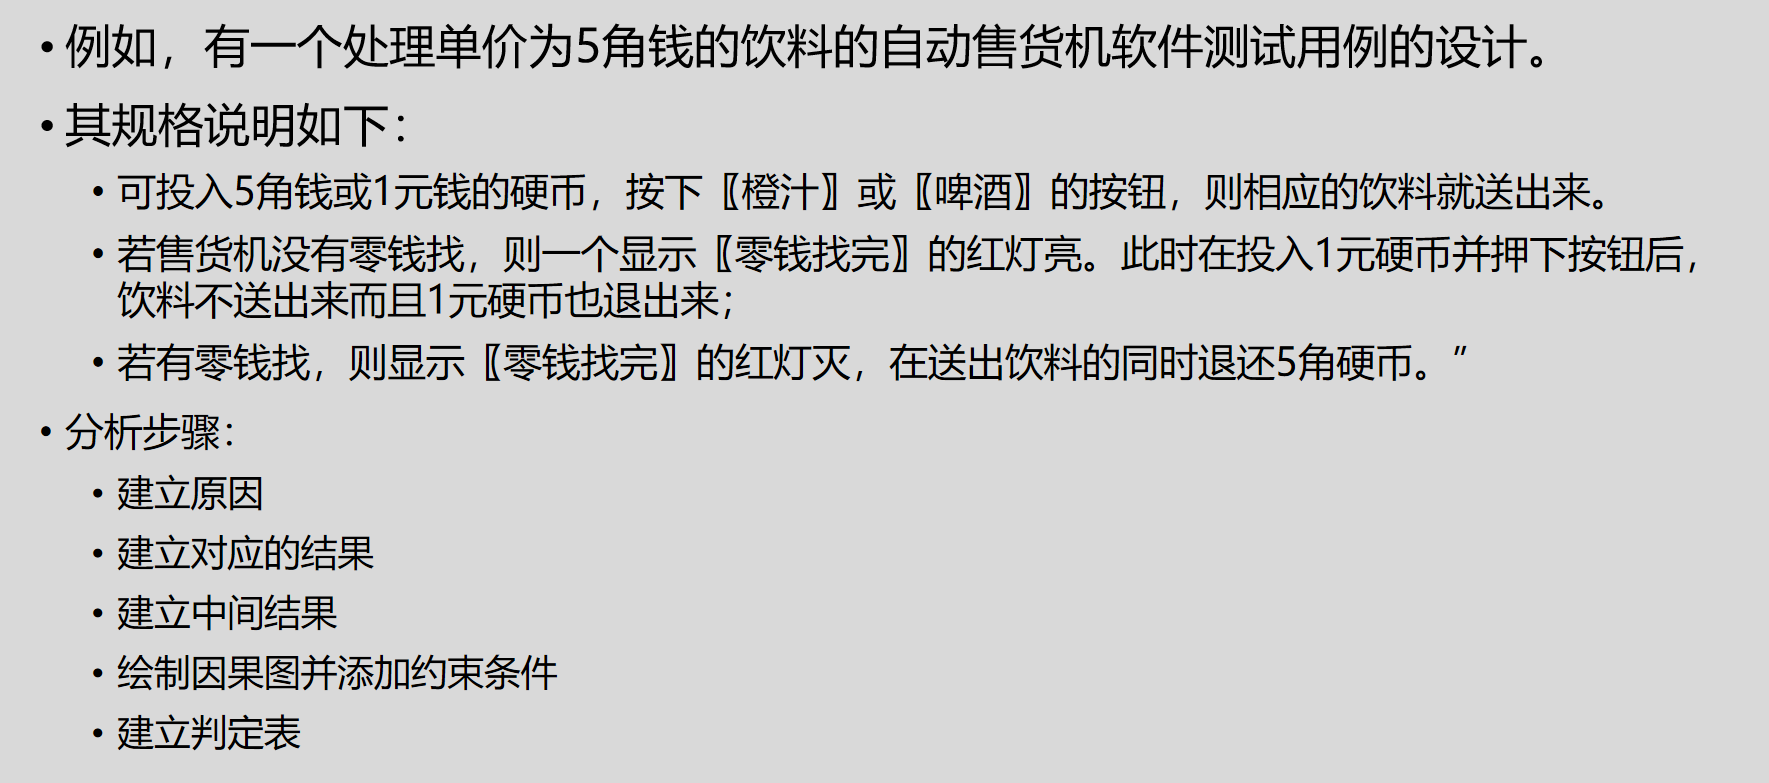 • 例如，有一个处理单价为5角钱的饮料的自动售货机软件测试用例的设计。
• 其规格说明如下：
• 可投入5角钱或1元钱的硬币，按下〖橙汁〗或〖啤酒〗的按钮，则相应的饮料就送出来。
• 若售货机没有零钱找，则一个显示〖零钱找完〗的红灯亮。此时在投入1元硬币并押下按钮后，
饮料不送出来而且1元硬币也退出来；
• 若有零钱找，则显示〖零钱找完〗的红灯灭，在送出饮料的同时退还5角硬币。”
• 分析步骤：
• 建立原因
• 建立对应的结果
• 建立中间结果
• 绘制因果图并添加约束条件
• 建立判定表